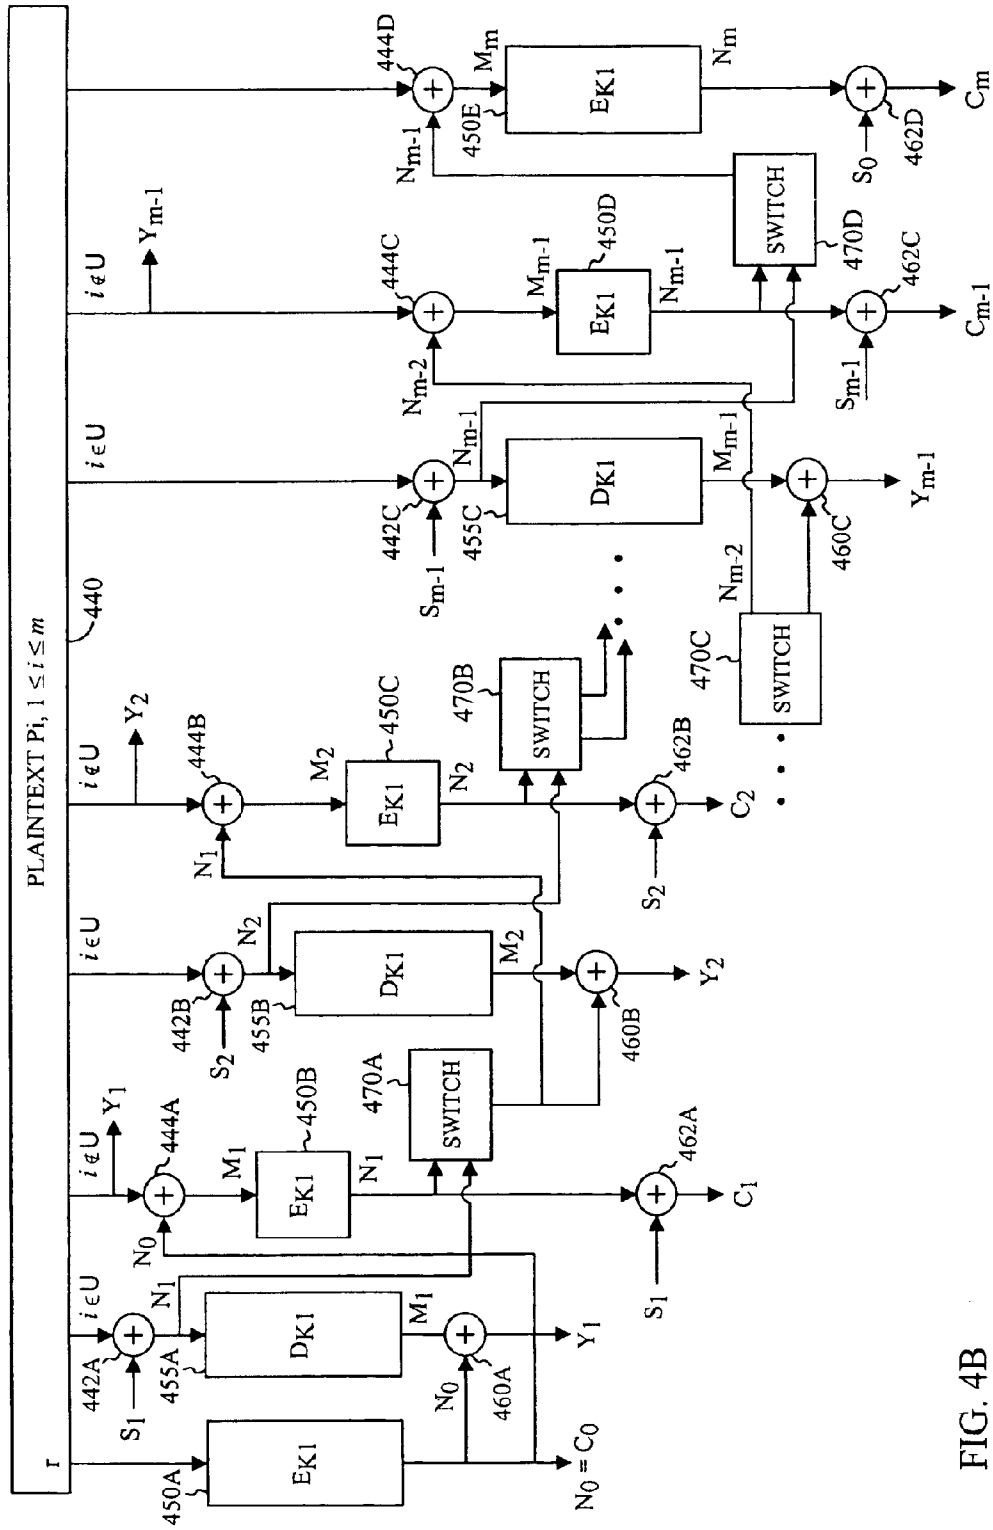 PLAINTEXT Pi, 1 ≤ i ≤ m
440
r
i∈U
i∉U
Y1
i∈U
i∉U
Y2
i∈U
i∉U
Ym-1
450A
EK1
N0 = C0
442A
S1
N1
455A
DK1
M1
N0
460A
Y1
N0
444A
M1
450B
EK1
N1
470A
SWITCH
S1
462A
C1
442B
S2
N2
455B
DK1
M2
460B
Y2
N1
444B
M2
450C
EK1
N2
470B
SWITCH
S2
462B
C2
442C
Sm-1
Nm-1
455C
DK1
Mm-1
460C
Ym-1
470C
SWITCH
Nm-2
Nm-2
444C
Mm-1
450D
EK1
Nm-1
470D
SWITCH
Sm-1
462C
Cm-1
Nm-1
444D
Mm
450E
EK1
Nm
S0
462D
Cm
FIG. 4B